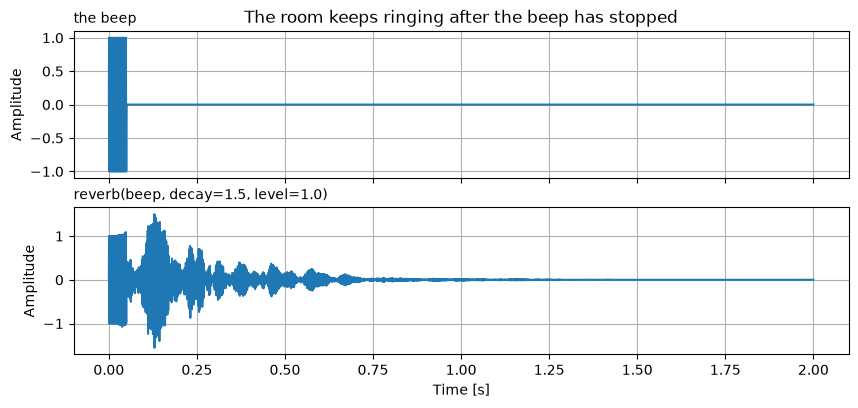 The room keeps ringing after the beep has stopped
the beep
1.0
0.5
0.0
−0.5
−1.0
Amplitude
reverb(beep, decay=1.5, level=1.0)
1
0
−1
Amplitude
0.00 0.25 0.50 0.75 1.00 1.25 1.50 1.75 2.00
Time [s]